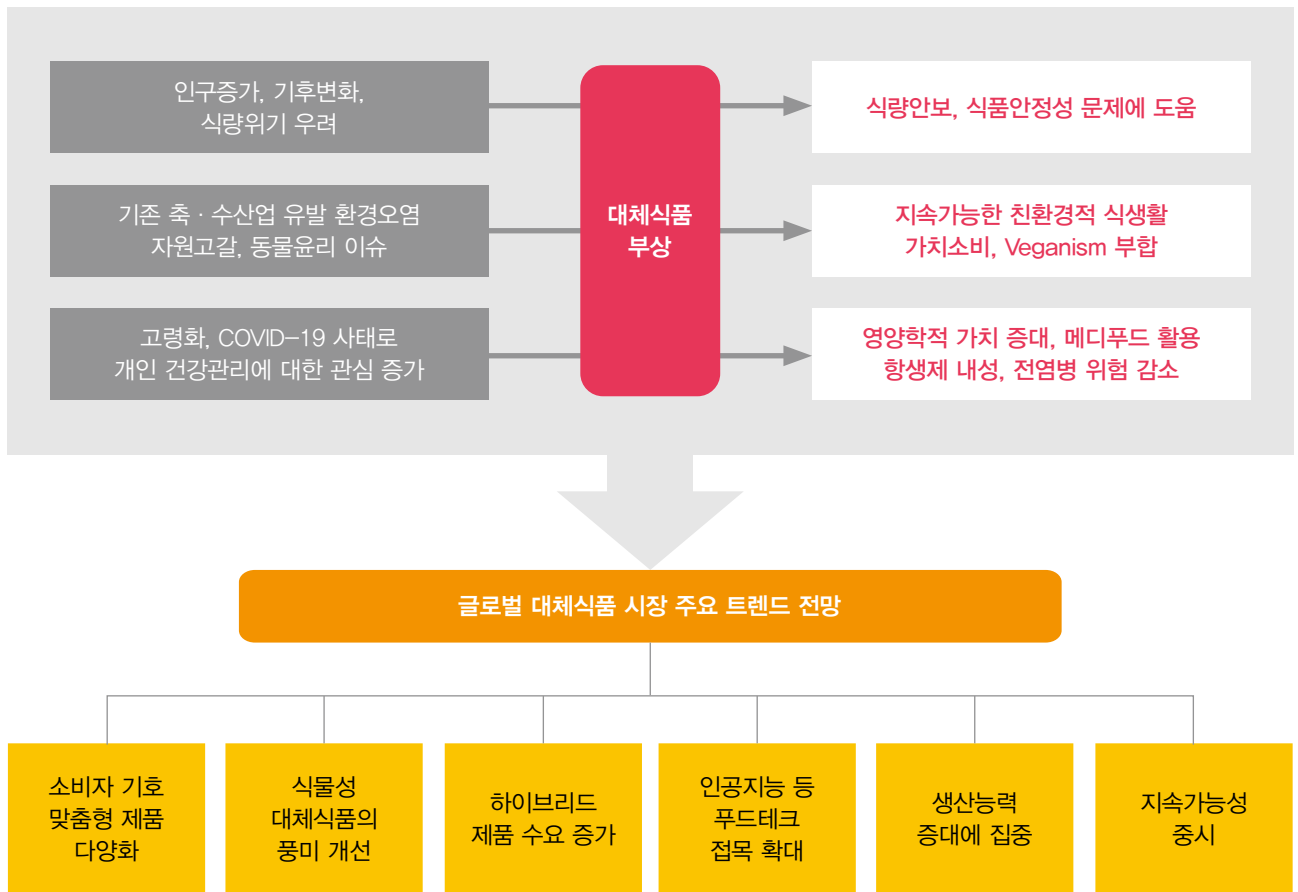 인구증가, 기후변화,
식량위기 우려
대체식품
부상
식량안보, 식품안정성 문제에 도움
기존 축·수산업 유발 환경오염
자원고갈, 동물윤리 이슈
지속가능한 친환경적 식생활
가치소비, Veganism 부합
고령화, COVID-19 사태로
개인 건강관리에 대한 관심 증가
영양학적 가치 증대, 메디푸드 활용
항생제 내성, 전염병 위험 감소
글로벌 대체식품 시장 주요 트렌드 전망
소비자 기호
맞춤형 제품
다양화
식물성
대체식품의
풍미 개선
하이브리드
제품 수요 증가
인공지능 등
푸드테크
접목 확대
생산능력
증대에 집중
지속가능성
중시